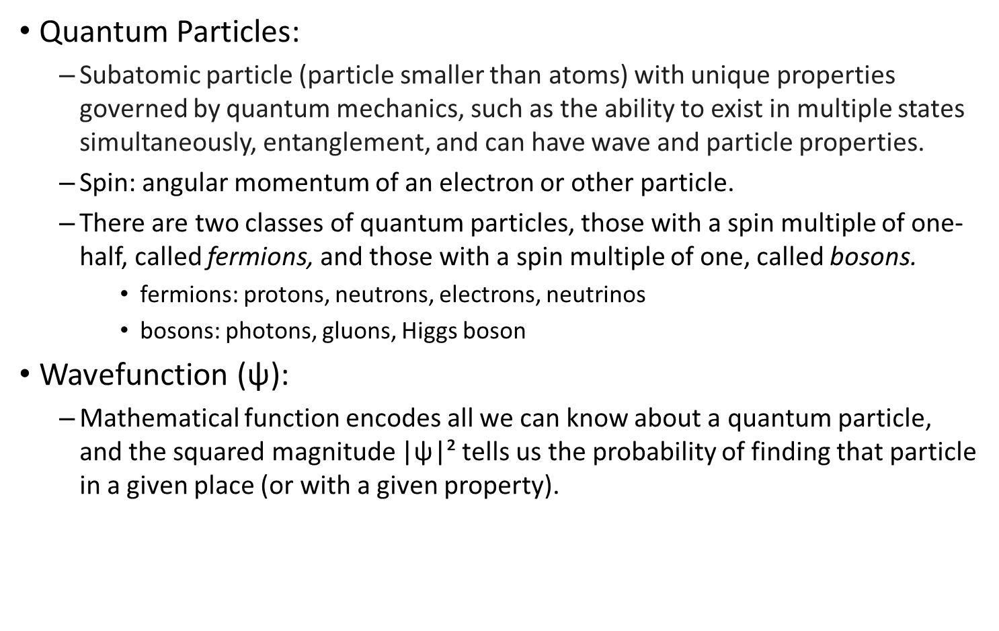 • Quantum Particles:
– Subatomic particle (particle smaller than atoms) with unique properties
governed by quantum mechanics, such as the ability to exist in multiple states
simultaneously, entanglement, and can have wave and particle properties.
– Spin: angular momentum of an electron or other particle.
– There are two classes of quantum particles, those with a spin multiple of one-
half, called fermions, and those with a spin multiple of one, called bosons.
• fermions: protons, neutrons, electrons, neutrinos
• bosons: photons, gluons, Higgs boson
• Wavefunction (ψ):
– Mathematical function encodes all we can know about a quantum particle,
and the squared magnitude |ψ|² tells us the probability of finding that particle
in a given place (or with a given property).